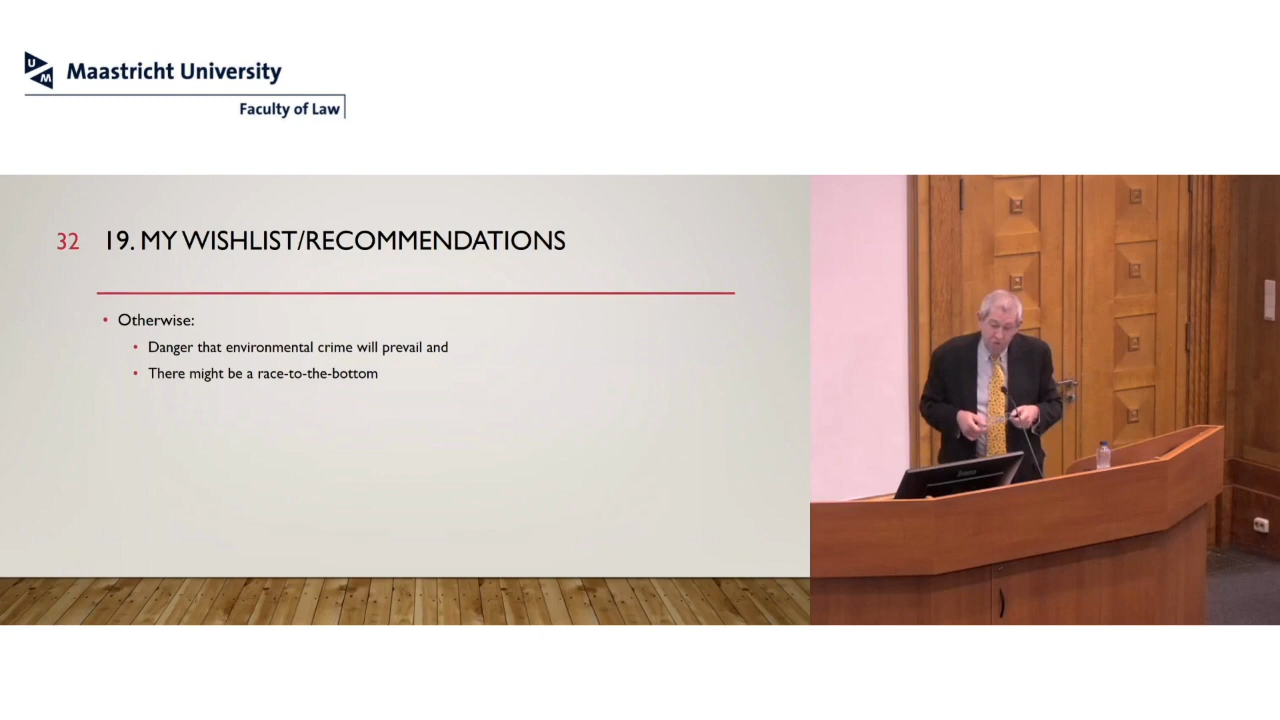 U
M
Maastricht University
Faculty of Law
32 19. MY WISHLIST/RECOMMENDATIONS
• Otherwise:
• Danger that environmental crime will prevail and
• There might be a race-to-the-bottom